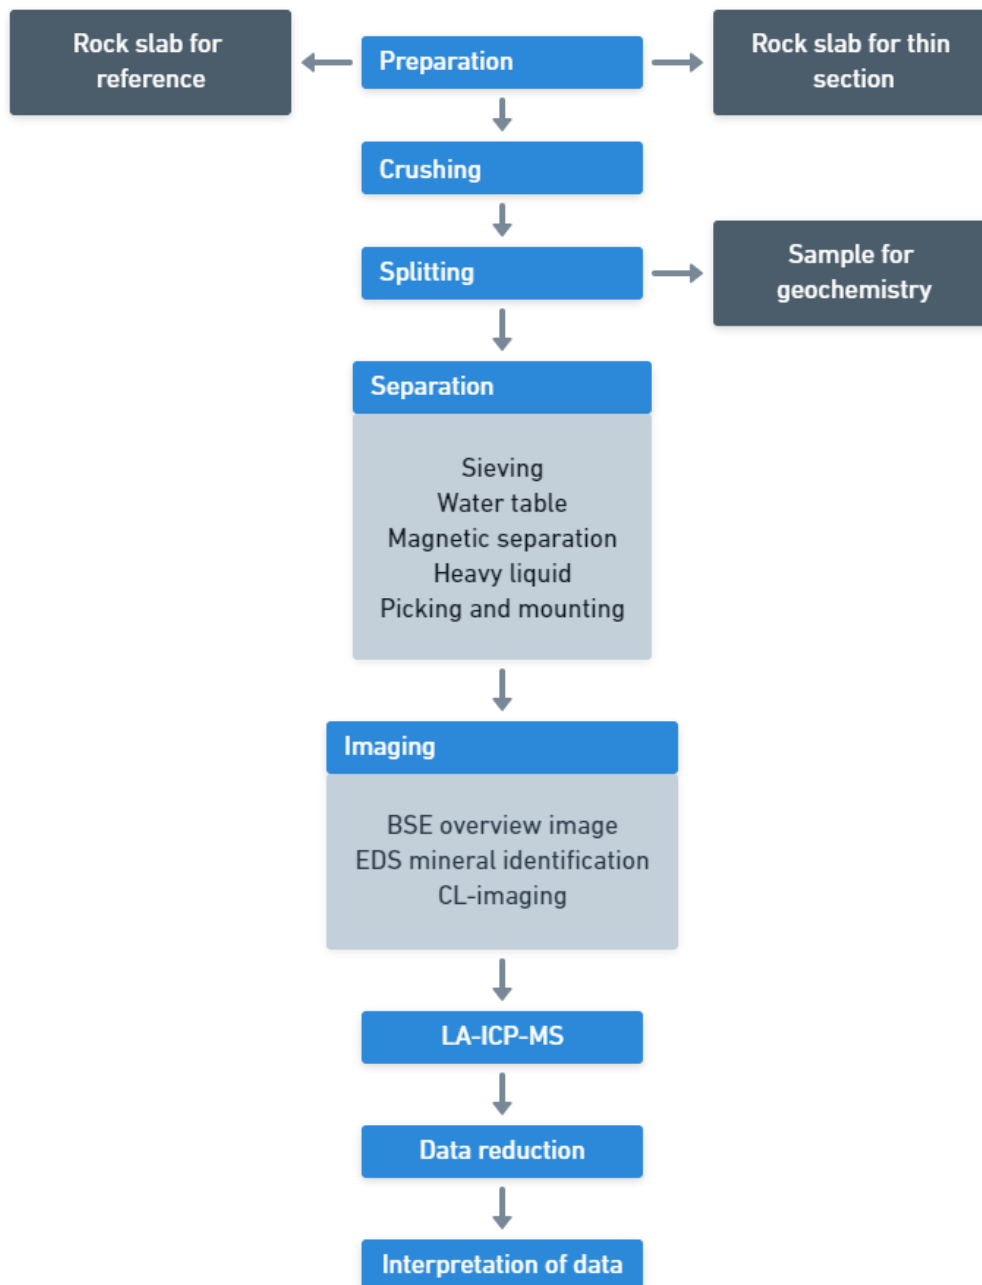 Rock slab for
reference
Preparation
Rock slab for thin
section
Crushing
Splitting
Sample for
geochemistry
Separation
Sieving
Water table
Magnetic separation
Heavy liquid
Picking and mounting
Imaging
BSE overview image
EDS mineral identification
CL-imaging
LA-ICP-MS
Data reduction
Interpretation of data